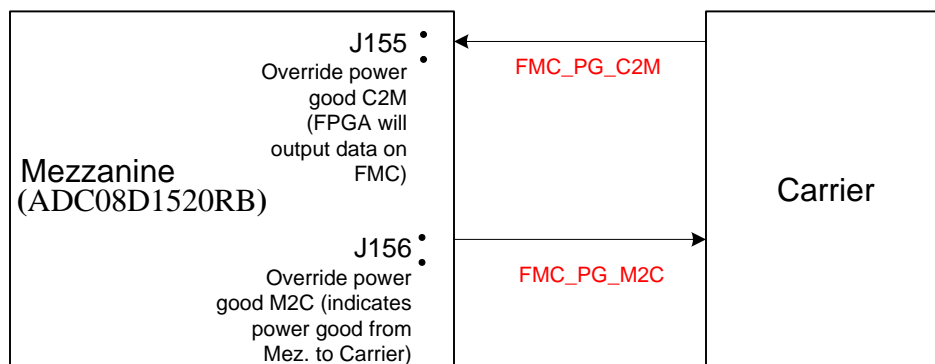 J155
Override power
good C2M
(FPGA will
output data on
FMC)
FMC_PG_C2M
Mezzanine
(ADC08D1520RB)
Carrier
J156
Override power
good M2C (indicates
power good from
Mez. to Carrier)
FMC_PG_M2C